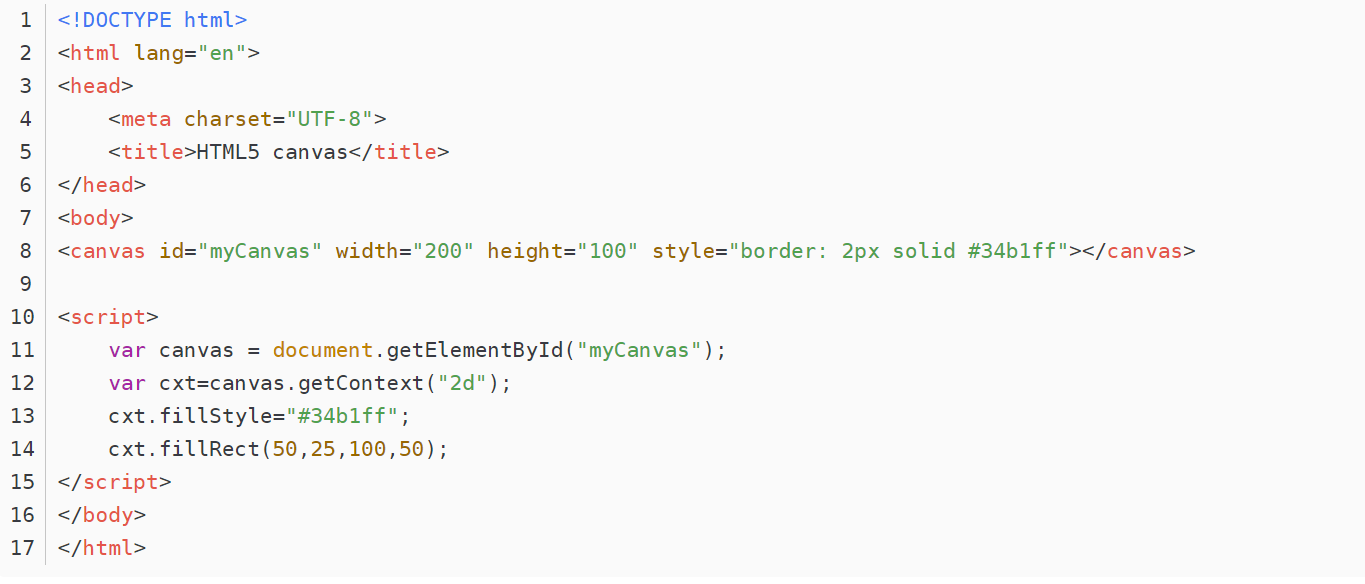 1 <!DOCTYPE html>
2 <html lang="en">
3 <head>
4     <meta charset="UTF-8">
5     <title>HTML5 canvas</title>
6 </head>
7 <body>
8 <canvas id="myCanvas" width="200" height="100" style="border: 2px solid #34b1ff"></canvas>
9
10 <script>
11     var canvas = document.getElementById("myCanvas");
12     var cxt=canvas.getContext("2d");
13     cxt.fillStyle="#34b1ff";
14     cxt.fillRect(50,25,100,50);
15 </script>
16 </body>
17 </html>